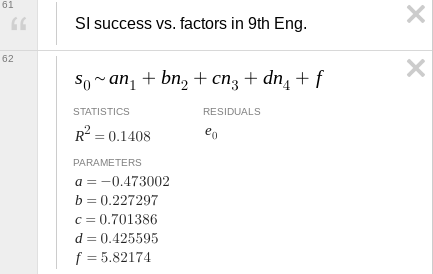 61
SI success vs. factors in 9th Eng.
62
s₀ ~ an₁ + bn₂ + cn₃ + dn₄ + f
STATISTICS RESIDUALS
R² = 0.1408 e₀
PARAMETERS
a = −0.473002
b = 0.227297
c = 0.701386
d = 0.425595
f = 5.82174